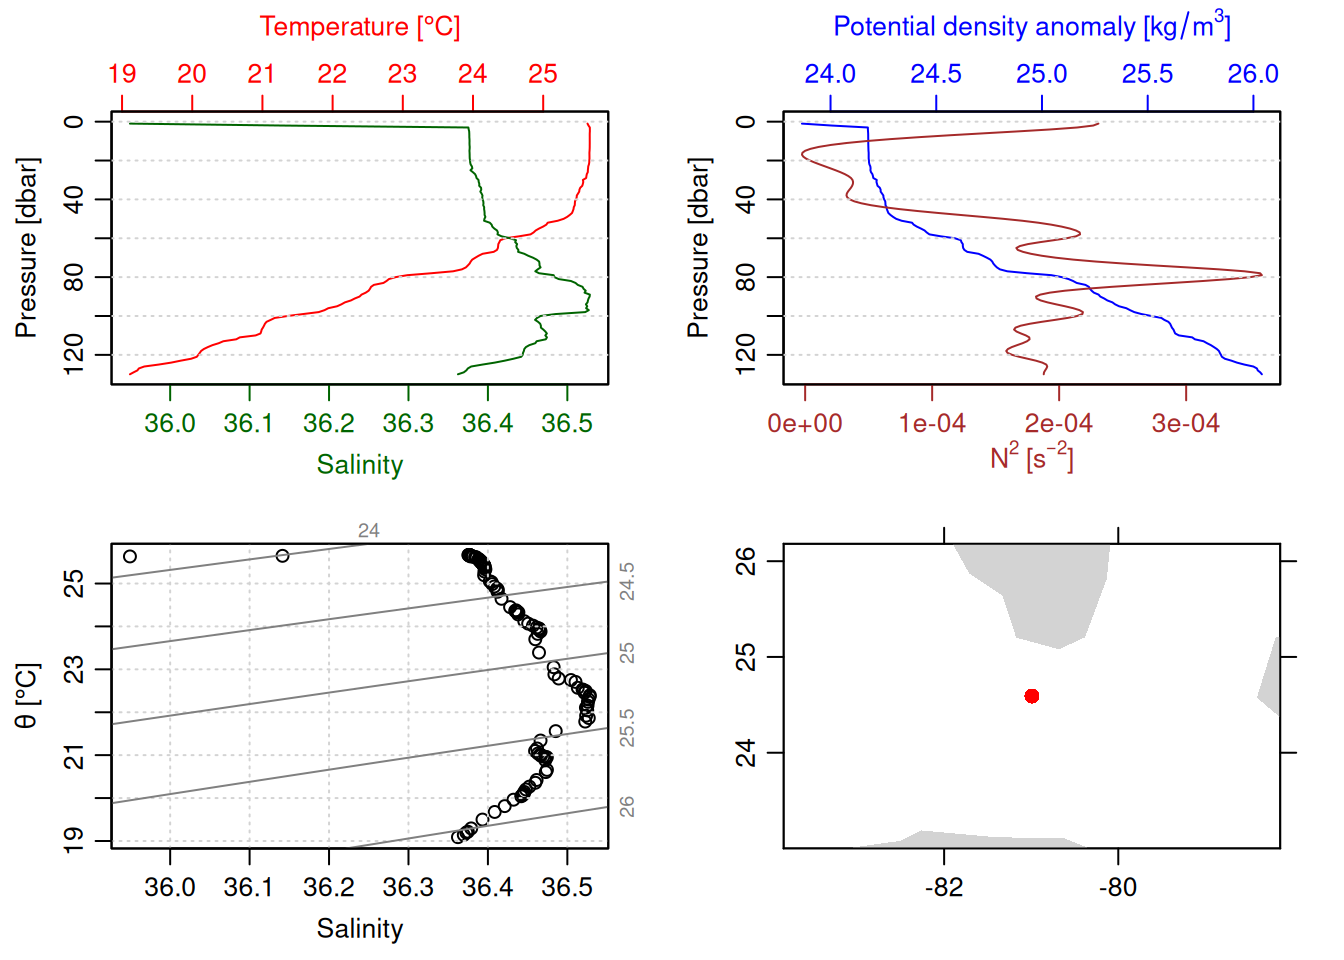 Temperature [°C]
19 20 21 22 23 24 25
Pressure [dbar]
0 40 80 120
36.0 36.1 36.2 36.3 36.4 36.5
Salinity
Potential density anomaly [kg/m³]
24.0 24.5 25.0 25.5 26.0
Pressure [dbar]
0 40 80 120
0e+00 1e-04 2e-04 3e-04
N² [s⁻²]
24
24.5
25
25.5
26
θ [°C]
25 23 21 19
36.0 36.1 36.2 36.3 36.4 36.5
Salinity
26 25 24
-82 -80